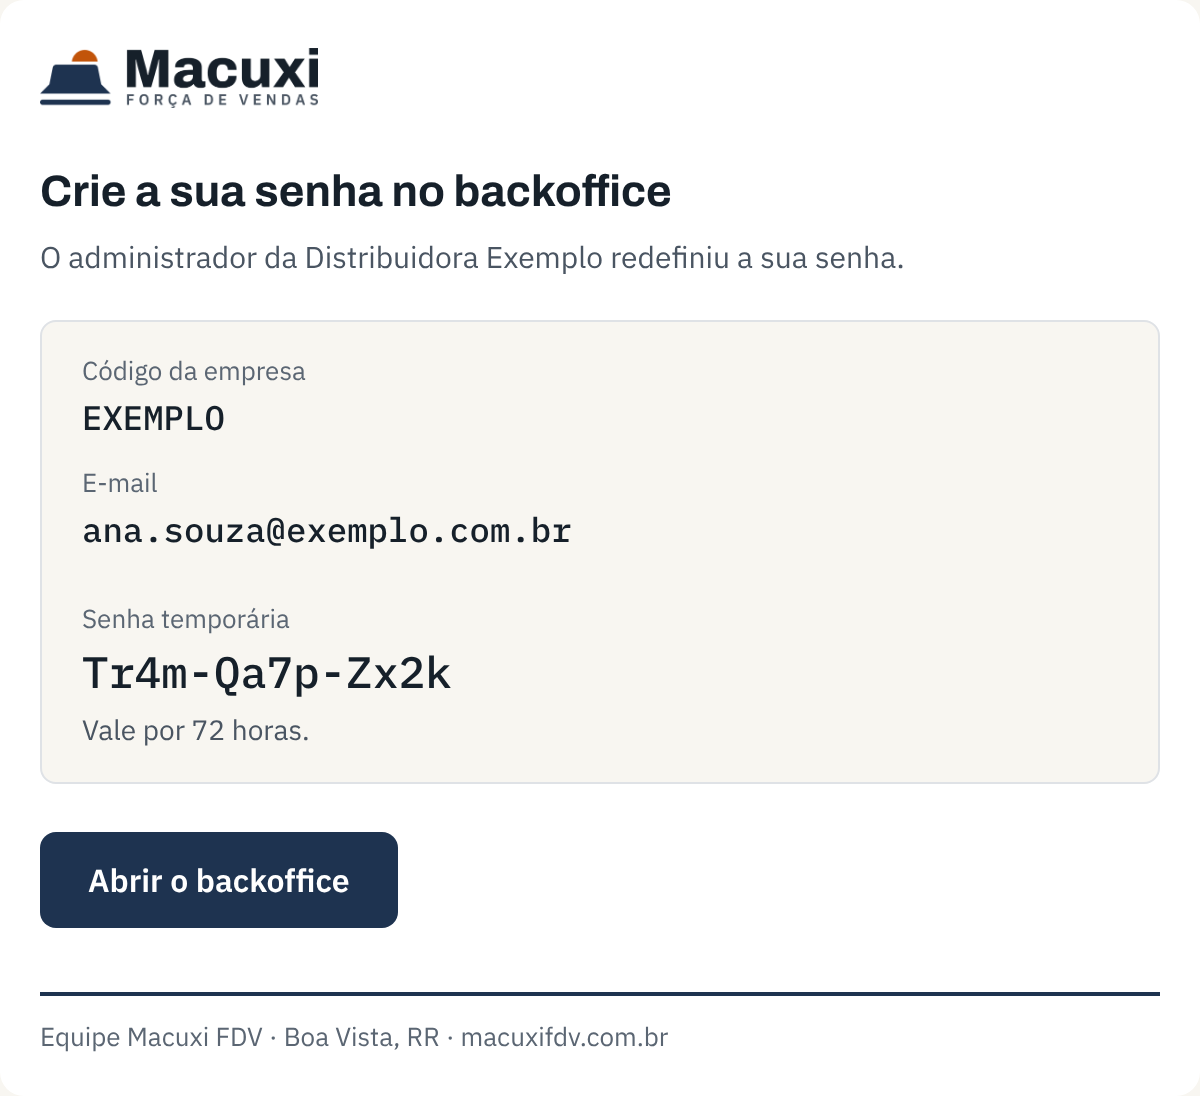 Macuxi
FORÇA DE VENDAS
Crie a sua senha no backoffice
O administrador da Distribuidora Exemplo redefiniu a sua senha.
Código da empresa
EXEMPLO
E-mail
ana.souza@exemplo.com.br
Senha temporária
Tr4m-Qa7p-Zx2k
Vale por 72 horas.
Abrir o backoffice
Equipe Macuxi FDV · Boa Vista, RR · macuxifdv.com.br